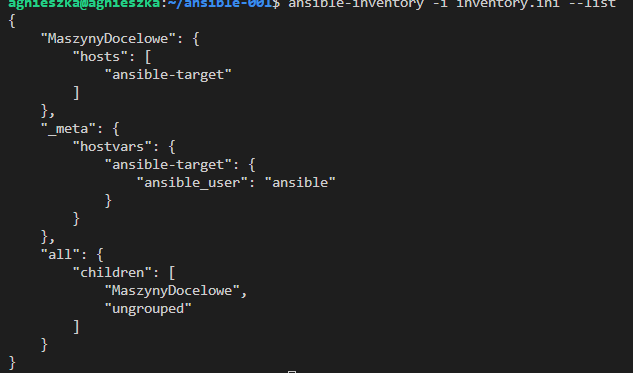 agnieszka@agnieszka:~/ansible-001$ ansible-inventory -i inventory.ini --list
{
    "MaszynyDocelowe": {
        "hosts": [
            "ansible-target"
        ]
    },
    "_meta": {
        "hostvars": {
            "ansible-target": {
                "ansible_user": "ansible"
            }
        }
    },
    "all": {
        "children": [
            "MaszynyDocelowe",
            "ungrouped"
        ]
    }
}